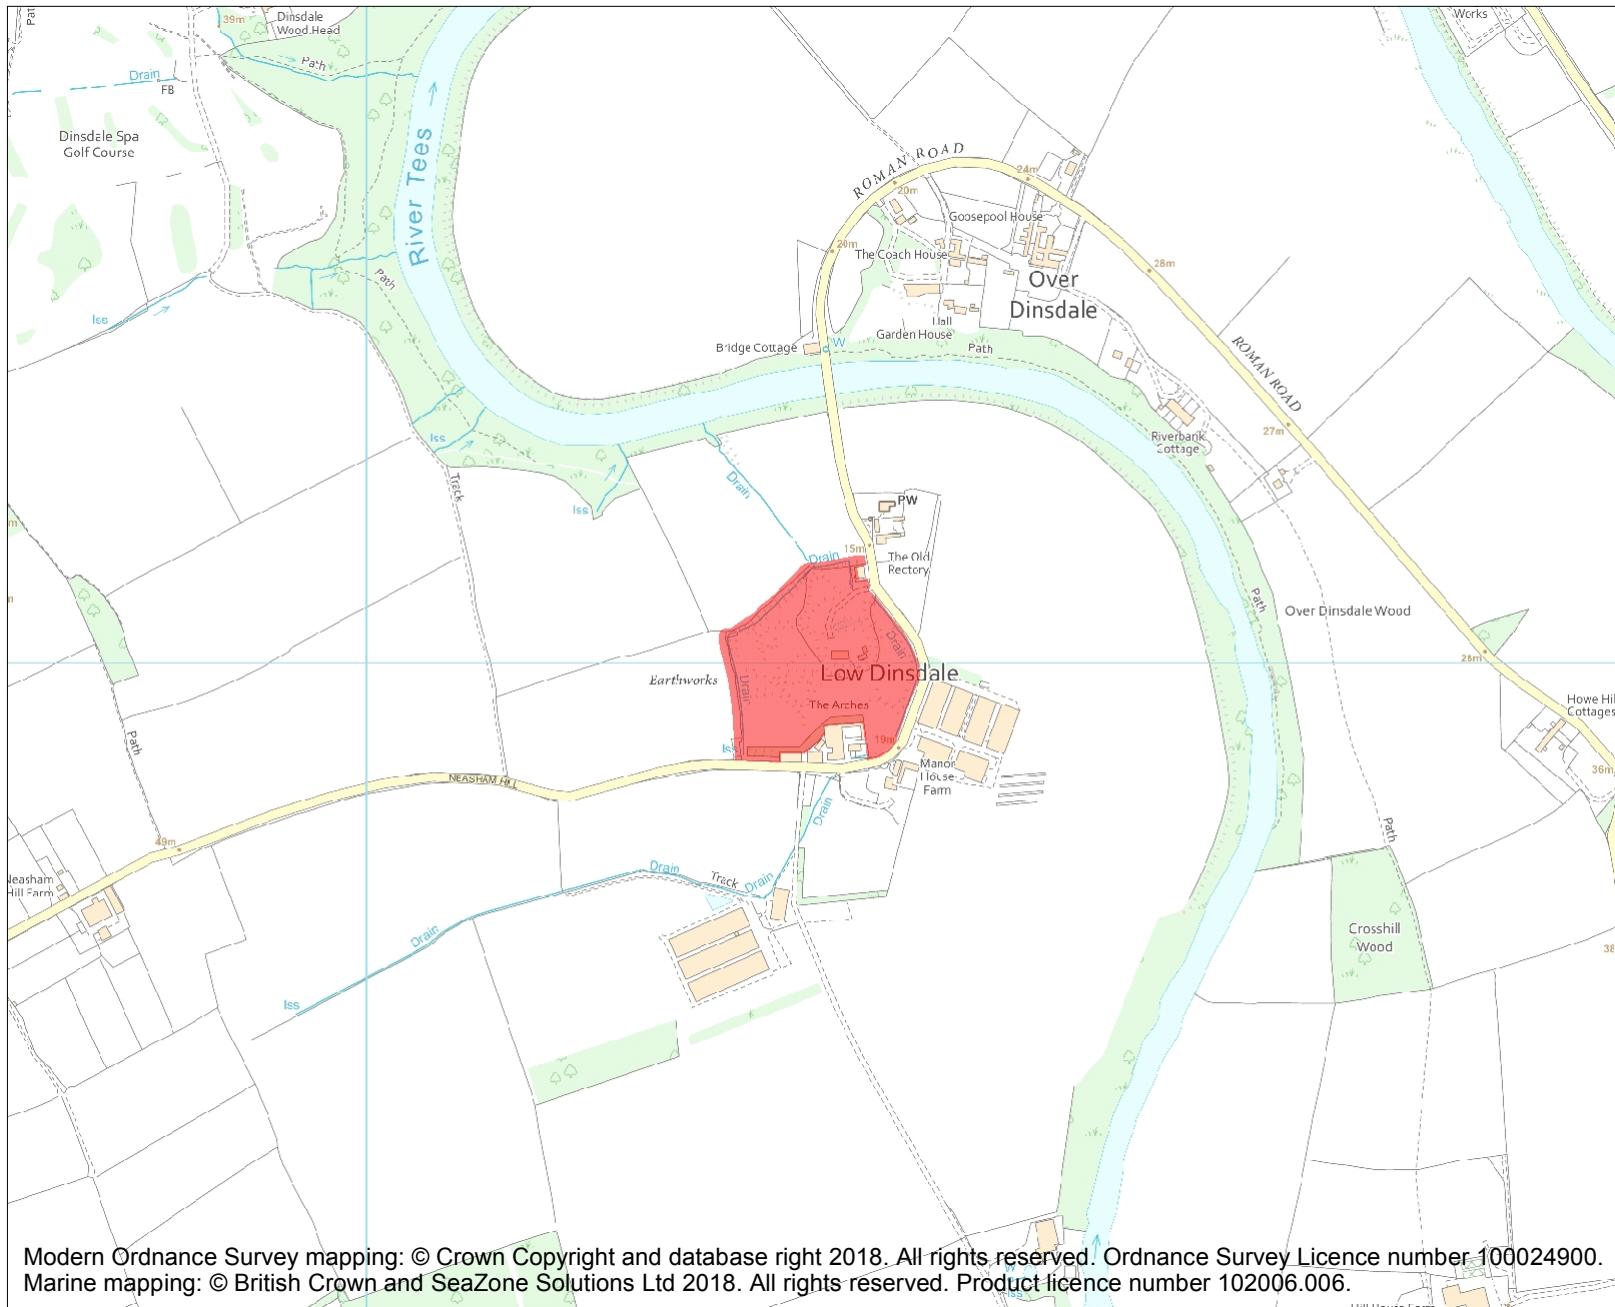 Dinsdale
Wood Head
39m
Path
Works
Drain
FB
Path
Dinsdale Spa
Golf Course
River Tees
ROMAN ROAD
20m
24m
Goosepool House
20m
The Coach House
28m
Over
Dinsdale
Path
Iss
Hall
Garden House
Bridge Cottage
W
Path
ROMAN ROAD
27m
Riverbank
Cottage
Iss
Track
Drain
Iss
PW
15m
Drain
The Old
Rectory
Path
Over Dinsdale Wood
Drain
28m
Earthworks
Low Dinsdale
Drain
The Arches
Howe Hil
Cottages
Path
Iss
19m
Manor
House
Farm
36m
NEASHAM HILL
Drain
Path
49m
Neasham
Hill Farm
Drain
Track
Drain
Drain
Crosshill
Wood
38
Iss
Modern Ordnance Survey mapping: © Crown Copyright and database right 2018. All rights reserved. Ordnance Survey Licence number 100024900.
Marine mapping: © British Crown and SeaZone Solutions Ltd 2018. All rights reserved. Product licence number 102006.006.
W
Iss